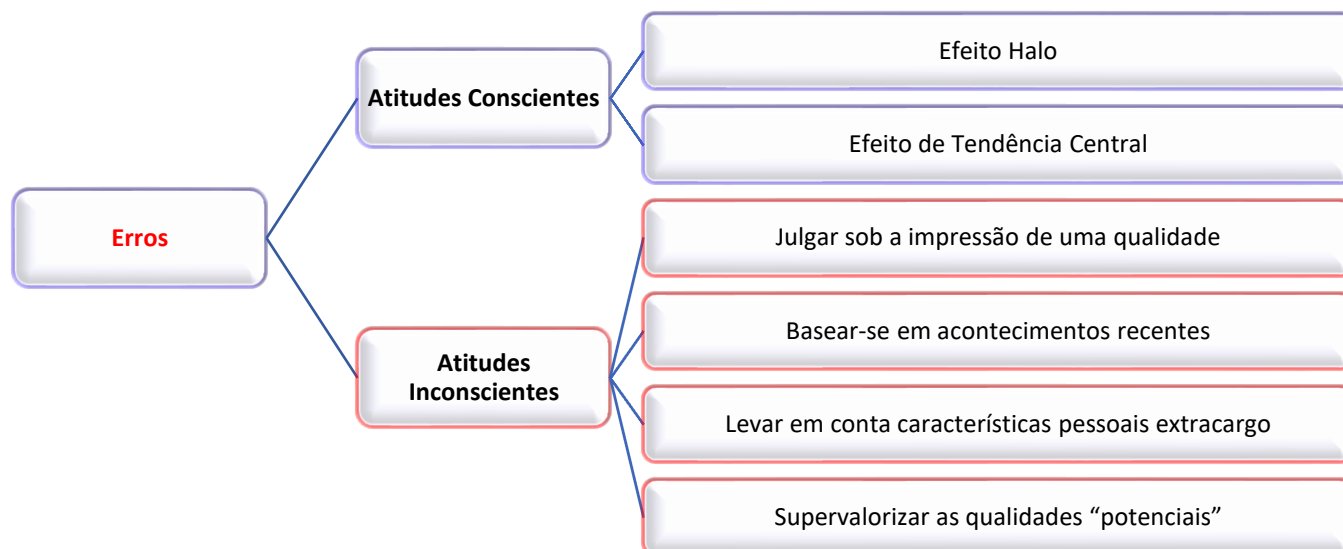 Erros
Atitudes Conscientes
Efeito Halo
Efeito de Tendência Central
Atitudes
Inconscientes
Julgar sob a impressão de uma qualidade
Basear-se em acontecimentos recentes
Levar em conta características pessoais extracargo
Supervalorizar as qualidades “potenciais”